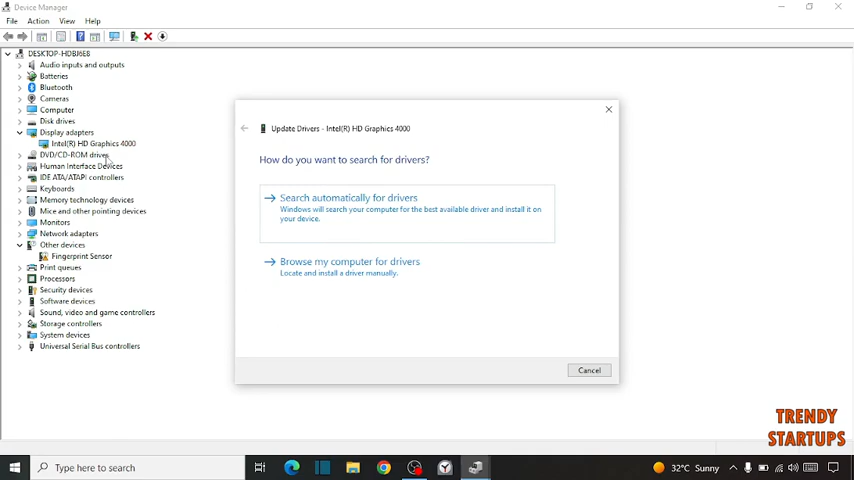 Device Manager
File Action View Help
DESKTOP-HDBJ6E8
Audio inputs and outputs
Batteries
Bluetooth
Cameras
Computer
Disk drives
Display adapters
Intel(R) HD Graphics 4000
DVD/CD-ROM drives
Human Interface Devices
IDE ATA/ATAPI controllers
Keyboards
Memory technology devices
Mice and other pointing devices
Monitors
Network adapters
Other devices
Fingerprint Sensor
Print queues
Processors
Security devices
Software devices
Sound, video and game controllers
Storage controllers
System devices
Universal Serial Bus controllers
Update Drivers - Intel(R) HD Graphics 4000
How do you want to search for drivers?
Search automatically for drivers
Windows will search your computer for the best available driver and install it on
your device.
Browse my computer for drivers
Locate and install a driver manually.
Cancel
TRENDY
STARTUPS
Type here to search
32°C Sunny